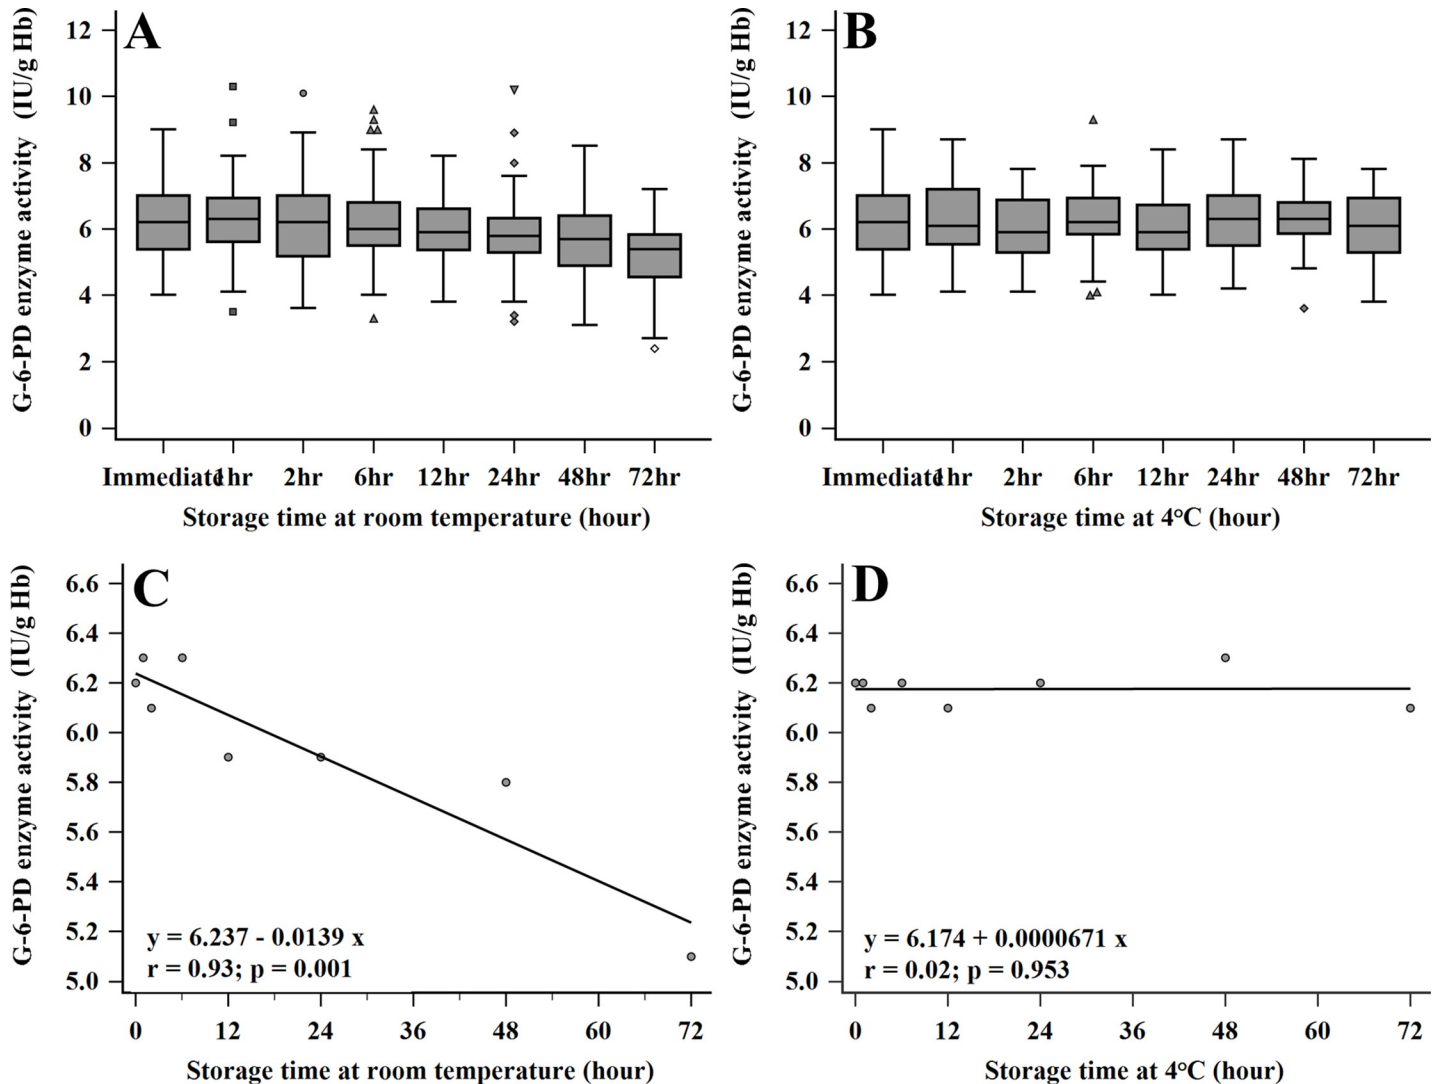 A
G-6-PD enzyme activity (IU/g Hb)
12
10
8
6
4
2
0
Immediate 1hr 2hr 6hr 12hr 24hr 48hr 72hr
Storage time at room temperature (hour)
B
G-6-PD enzyme activity (IU/g Hb)
12
10
8
6
4
2
0
Immediate 1hr 2hr 6hr 12hr 24hr 48hr 72hr
Storage time at 4°C (hour)
C
G-6-PD enzyme activity (IU/g Hb)
6.6
6.4
6.2
6.0
5.8
5.6
5.4
5.2
5.0
y = 6.237 - 0.0139 x
r = 0.93; p = 0.001
0 12 24 36 48 60 72
Storage time at room temperature (hour)
D
G-6-PD enzyme activity (IU/g Hb)
6.6
6.4
6.2
6.0
5.8
5.6
5.4
5.2
5.0
y = 6.174 + 0.0000671 x
r = 0.02; p = 0.953
0 12 24 36 48 60 72
Storage time at 4°C (hour)